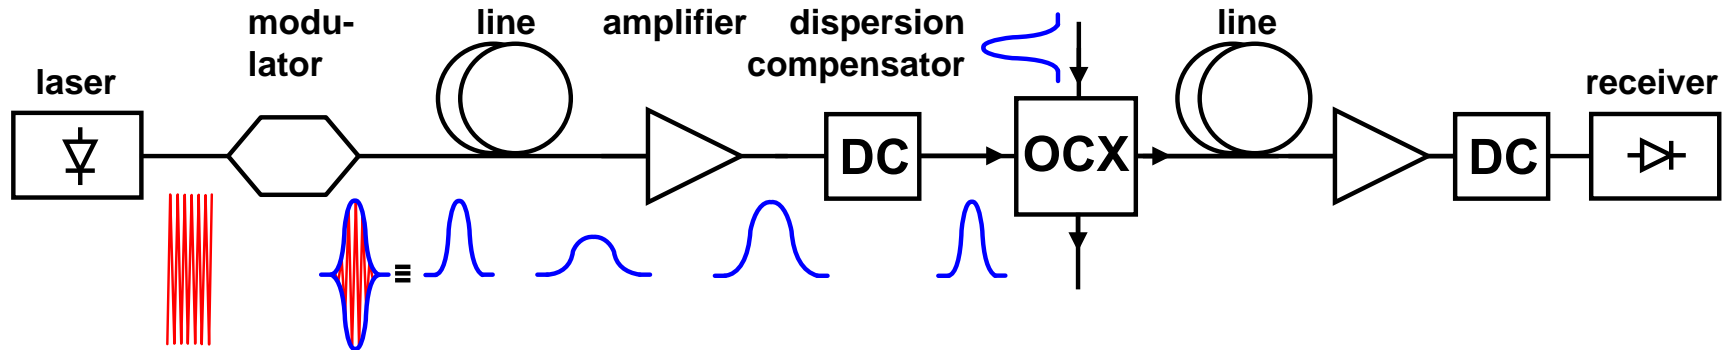 laser
modu-
lator
line
amplifier
dispersion
compensator
DC
OCX
line
DC
receiver